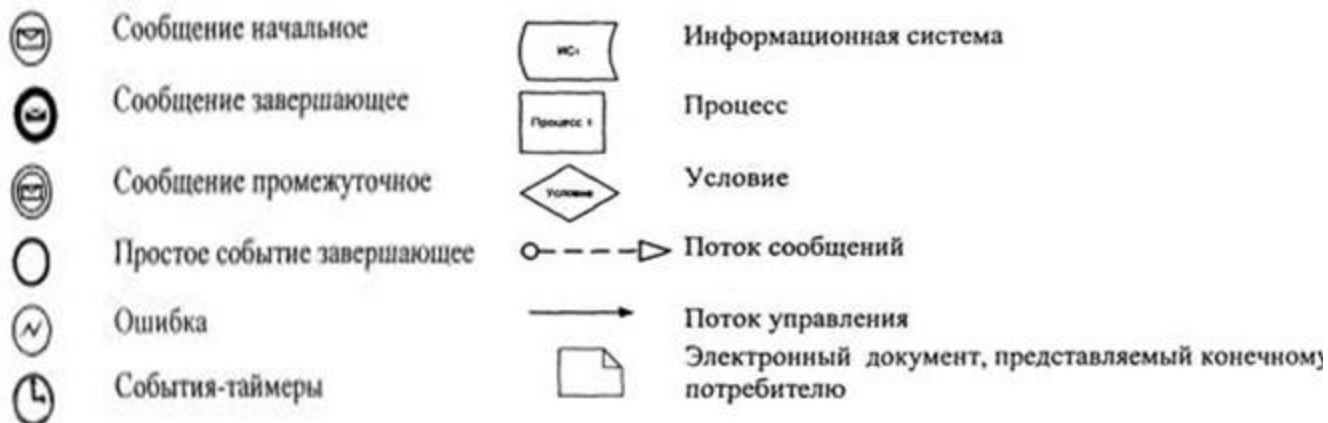 Сообщение начальное
Сообщение завершающее
Сообщение промежуточное
Простое событие завершающее
Ошибка
События-таймеры
ИС1
Информационная система
Процесс 1
Процесс
Условие
Условие
Поток сообщений
Поток управления
Электронный документ, представляемый конечному
потребителю